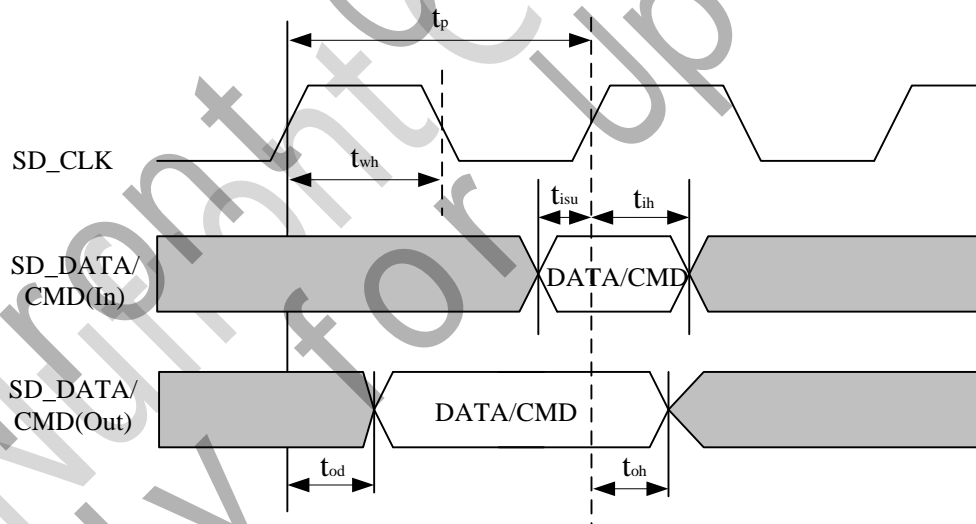 tp
SD_CLK
twh
tisu
tih
SD_DATA/
CMD(In)
DATA/CMD
SD_DATA/
CMD(Out)
DATA/CMD
tod
toh